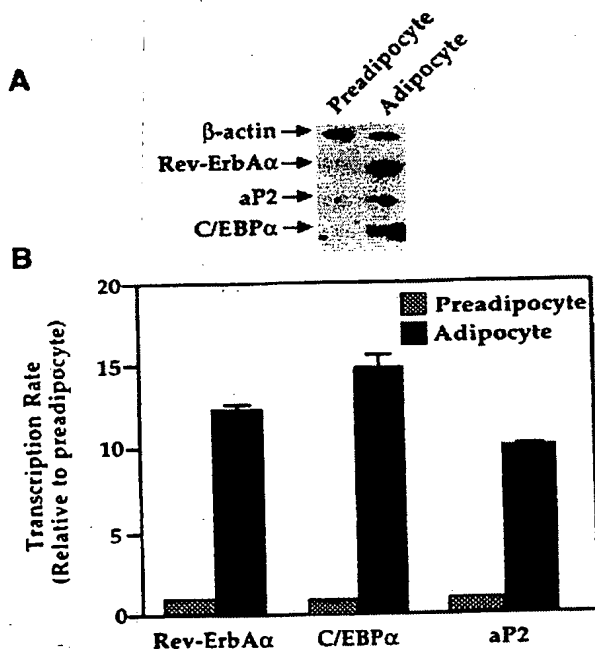 A
Preadipocyte
Adipocyte
β-actin
Rev-ErbAα
aP2
C/EBPα
B
20
15
10
5
0
Transcription Rate
(Relative to preadipocyte)
Preadipocyte
Adipocyte
Rev-ErbAα
C/EBPα
aP2